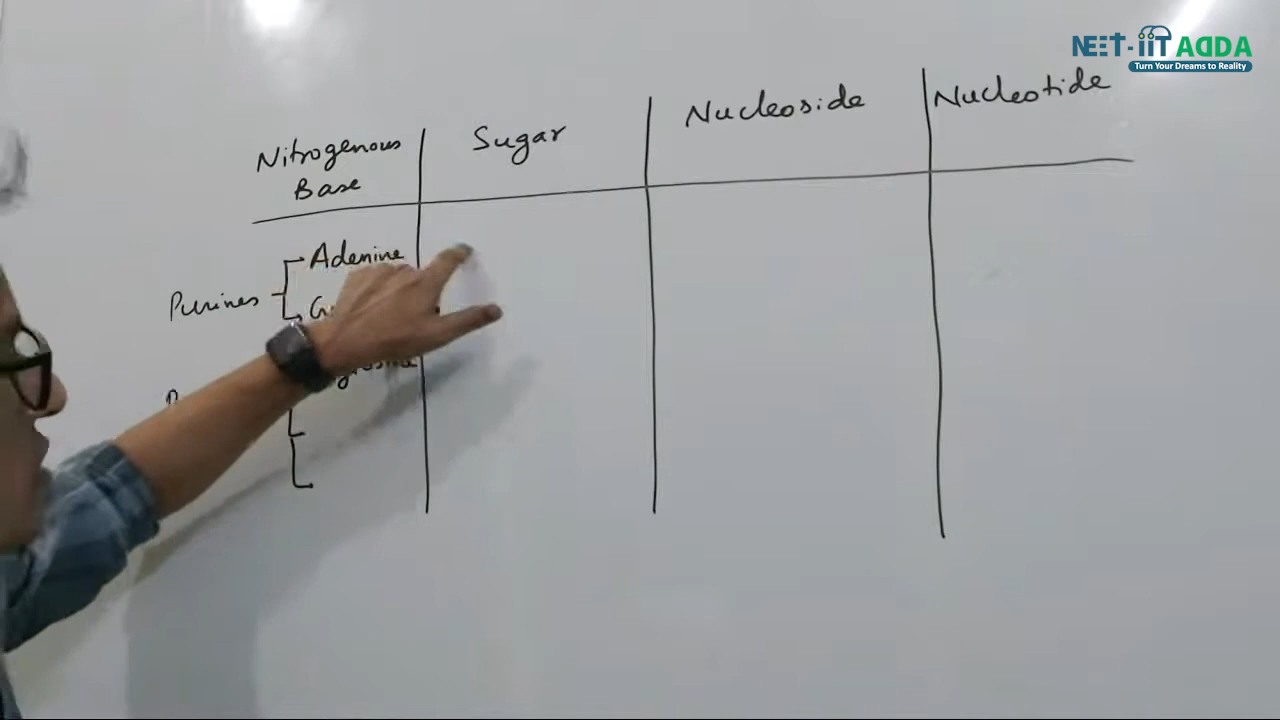 NEET-IIT ADDA
Turn Your Dreams to Reality
Nitrogenous
Base
Sugar
Nucleoside
Nucleotide
Adenine
Purines